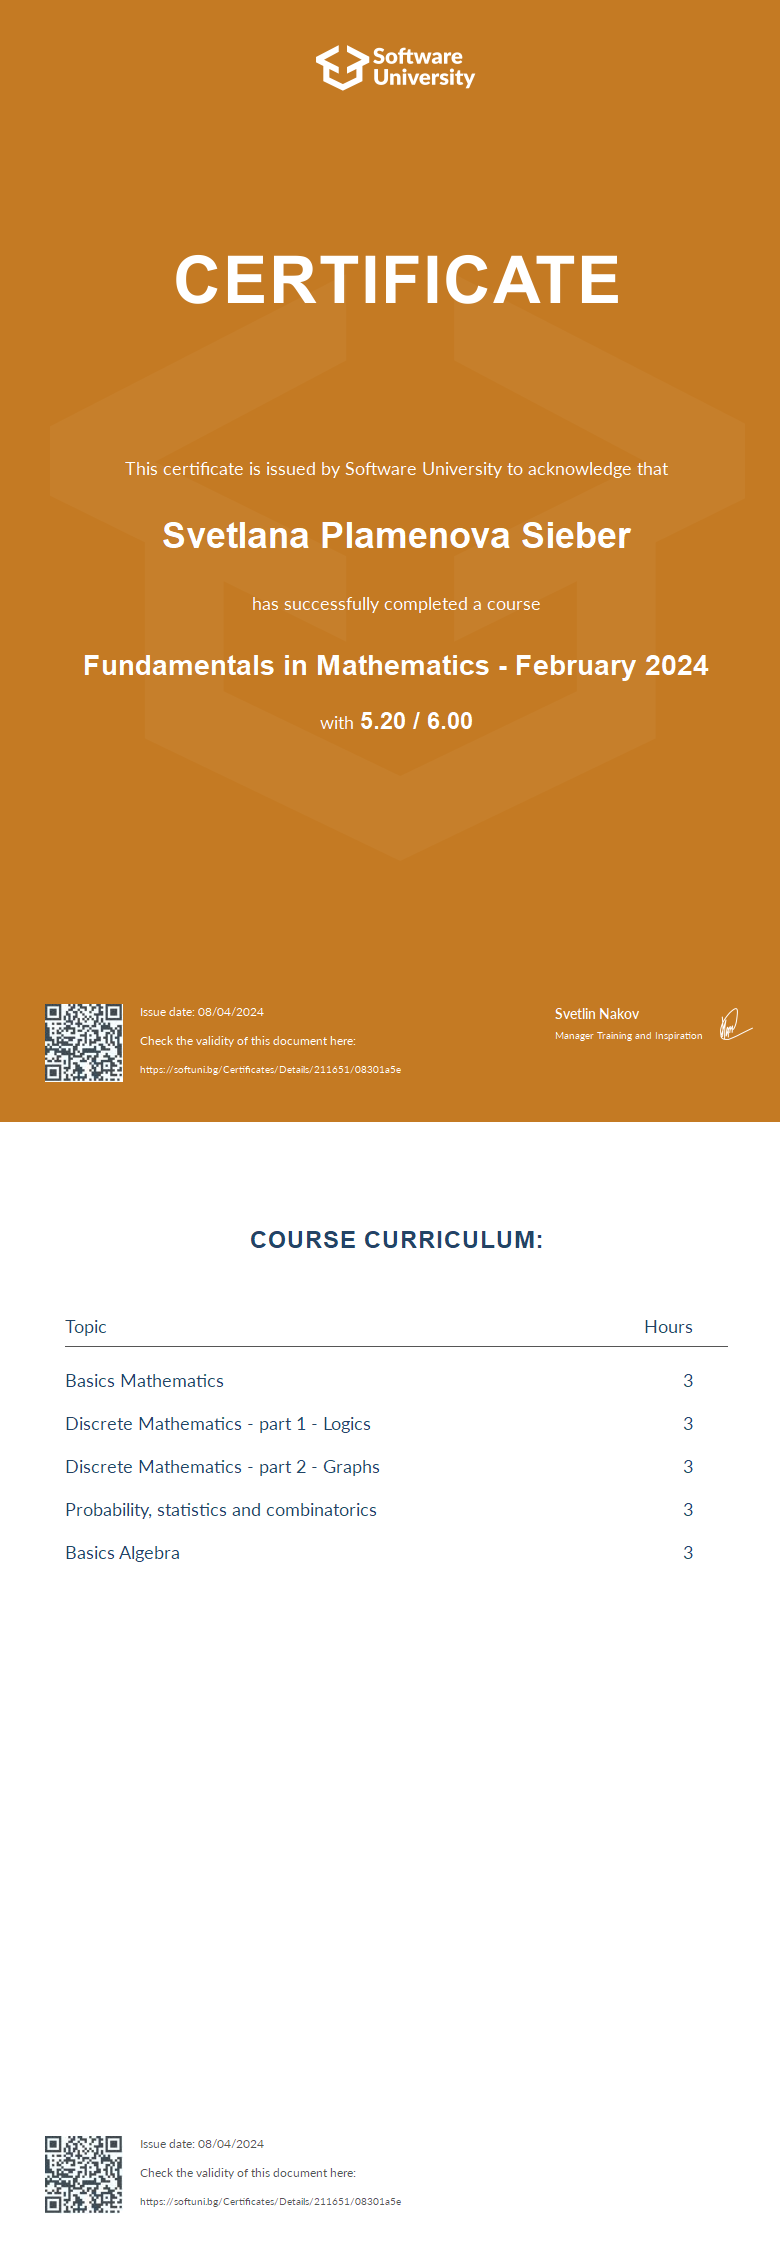 Software
University
CERTIFICATE
This certificate is issued by Software University to acknowledge that
Svetlana Plamenova Sieber
has successfully completed a course
Fundamentals in Mathematics - February 2024
with 5.20 / 6.00
Issue date: 08/04/2024
Check the validity of this document here:
https://softuni.bg/Certificates/Details/211651/08301a5e
Svetlin Nakov
Manager Training and Inspiration
COURSE CURRICULUM:
Topic Hours
Basics Mathematics 3
Discrete Mathematics - part 1 - Logics 3
Discrete Mathematics - part 2 - Graphs 3
Probability, statistics and combinatorics 3
Basics Algebra 3
Issue date: 08/04/2024
Check the validity of this document here:
https://softuni.bg/Certificates/Details/211651/08301a5e